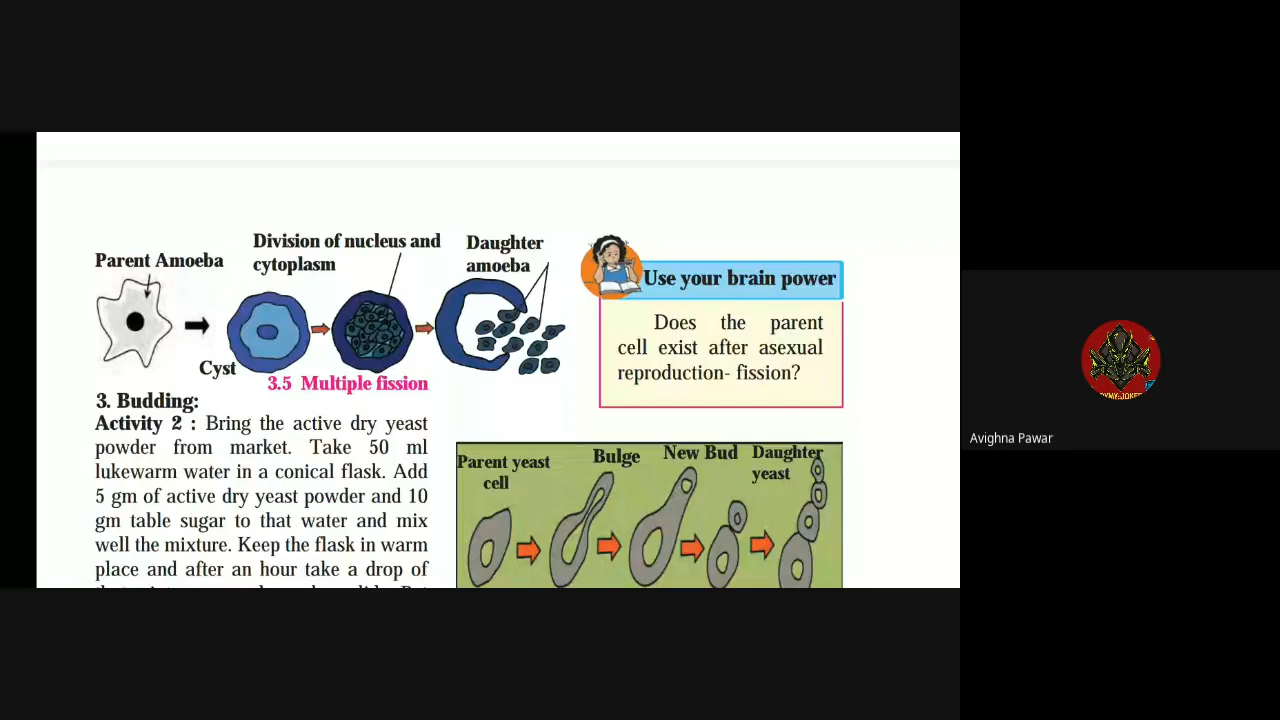 Division of nucleus and
cytoplasm
Daughter
amoeba
Parent Amoeba
Cyst
3.5 Multiple fission
Use your brain power
Does the parent
cell exist after asexual
reproduction- fission?
3. Budding:
Activity 2 : Bring the active dry yeast
powder from market. Take 50 ml
lukewarm water in a conical flask. Add
5 gm of active dry yeast powder and 10
gm table sugar to that water and mix
well the mixture. Keep the flask in warm
place and after an hour take a drop of
Parent yeast
cell
Bulge
New Bud
Daughter
yeast
Avighna Pawar